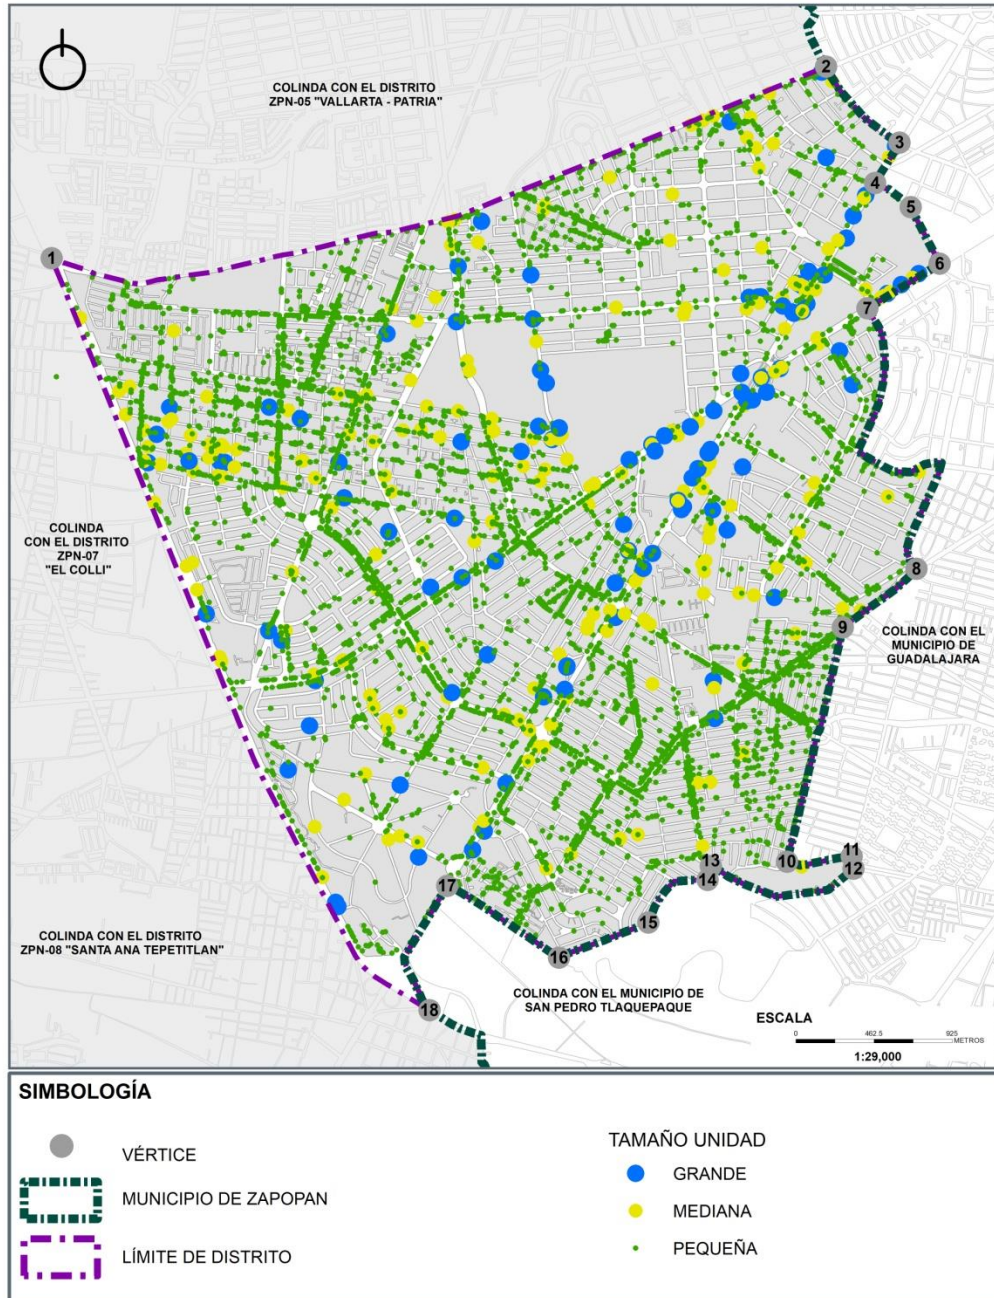 COLINDA CON EL DISTRITO
ZPN-05 "VALLARTA - PATRIA"
2
3
4
5
1
6
7
COLINDA
CON EL DISTRITO
ZPN-07
"EL COLLI"
8
9
COLINDA CON EL
MUNICIPIO DE
GUADALAJARA
10
11
12
13
14
17
15
16
COLINDA CON EL DISTRITO
ZPN-08 "SANTA ANA TEPETITLAN"
18
COLINDA CON EL MUNICIPIO DE
SAN PEDRO TLAQUEPAQUE
ESCALA
0 462.5 925
METROS
1:29,000
SIMBOLOGÍA
VÉRTICE
MUNICIPIO DE ZAPOPAN
LÍMITE DE DISTRITO
TAMAÑO UNIDAD
GRANDE
MEDIANA
PEQUEÑA